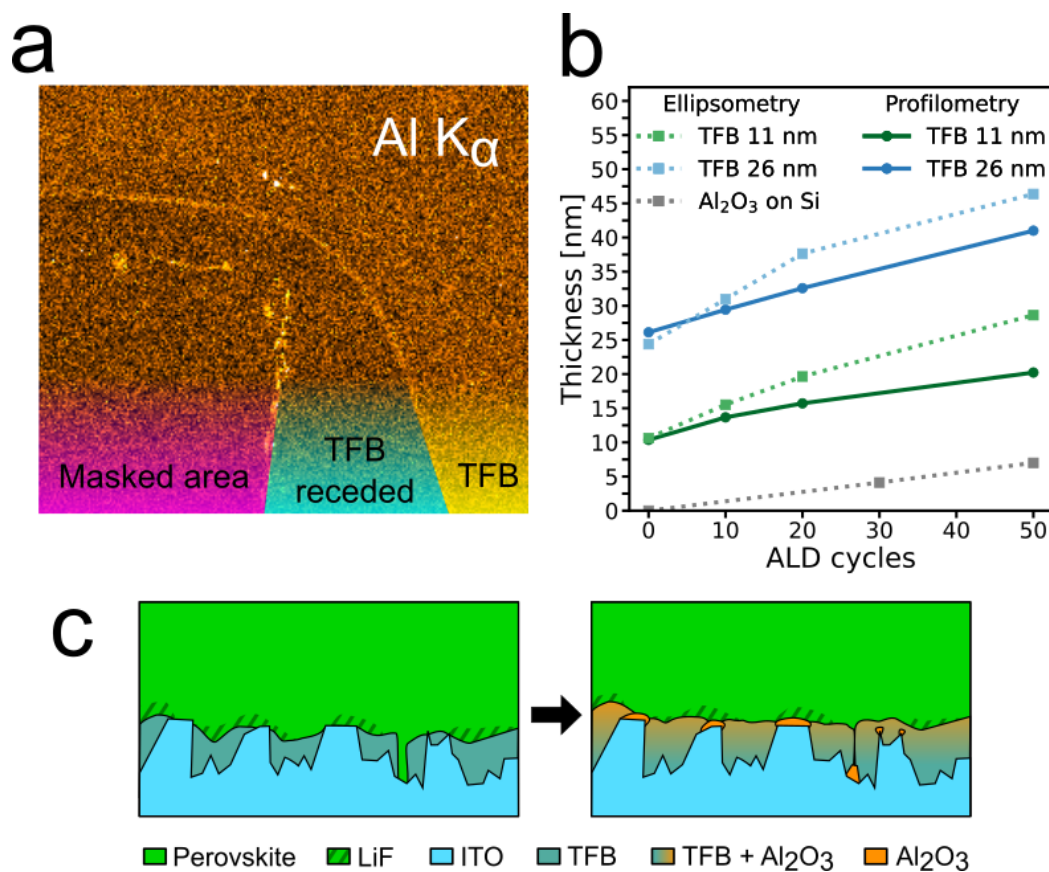 a
Al Kα
Masked area
TFB
receded
TFB
b
Ellipsometry
TFB 11 nm
TFB 26 nm
Al₂O₃ on Si
Profilometry
TFB 11 nm
TFB 26 nm
Thickness [nm]
60
55
50
45
40
35
30
25
20
15
10
5
0
0 10 20 30 40 50
ALD cycles
c
Perovskite LiF ITO TFB TFB + Al₂O₃ Al₂O₃